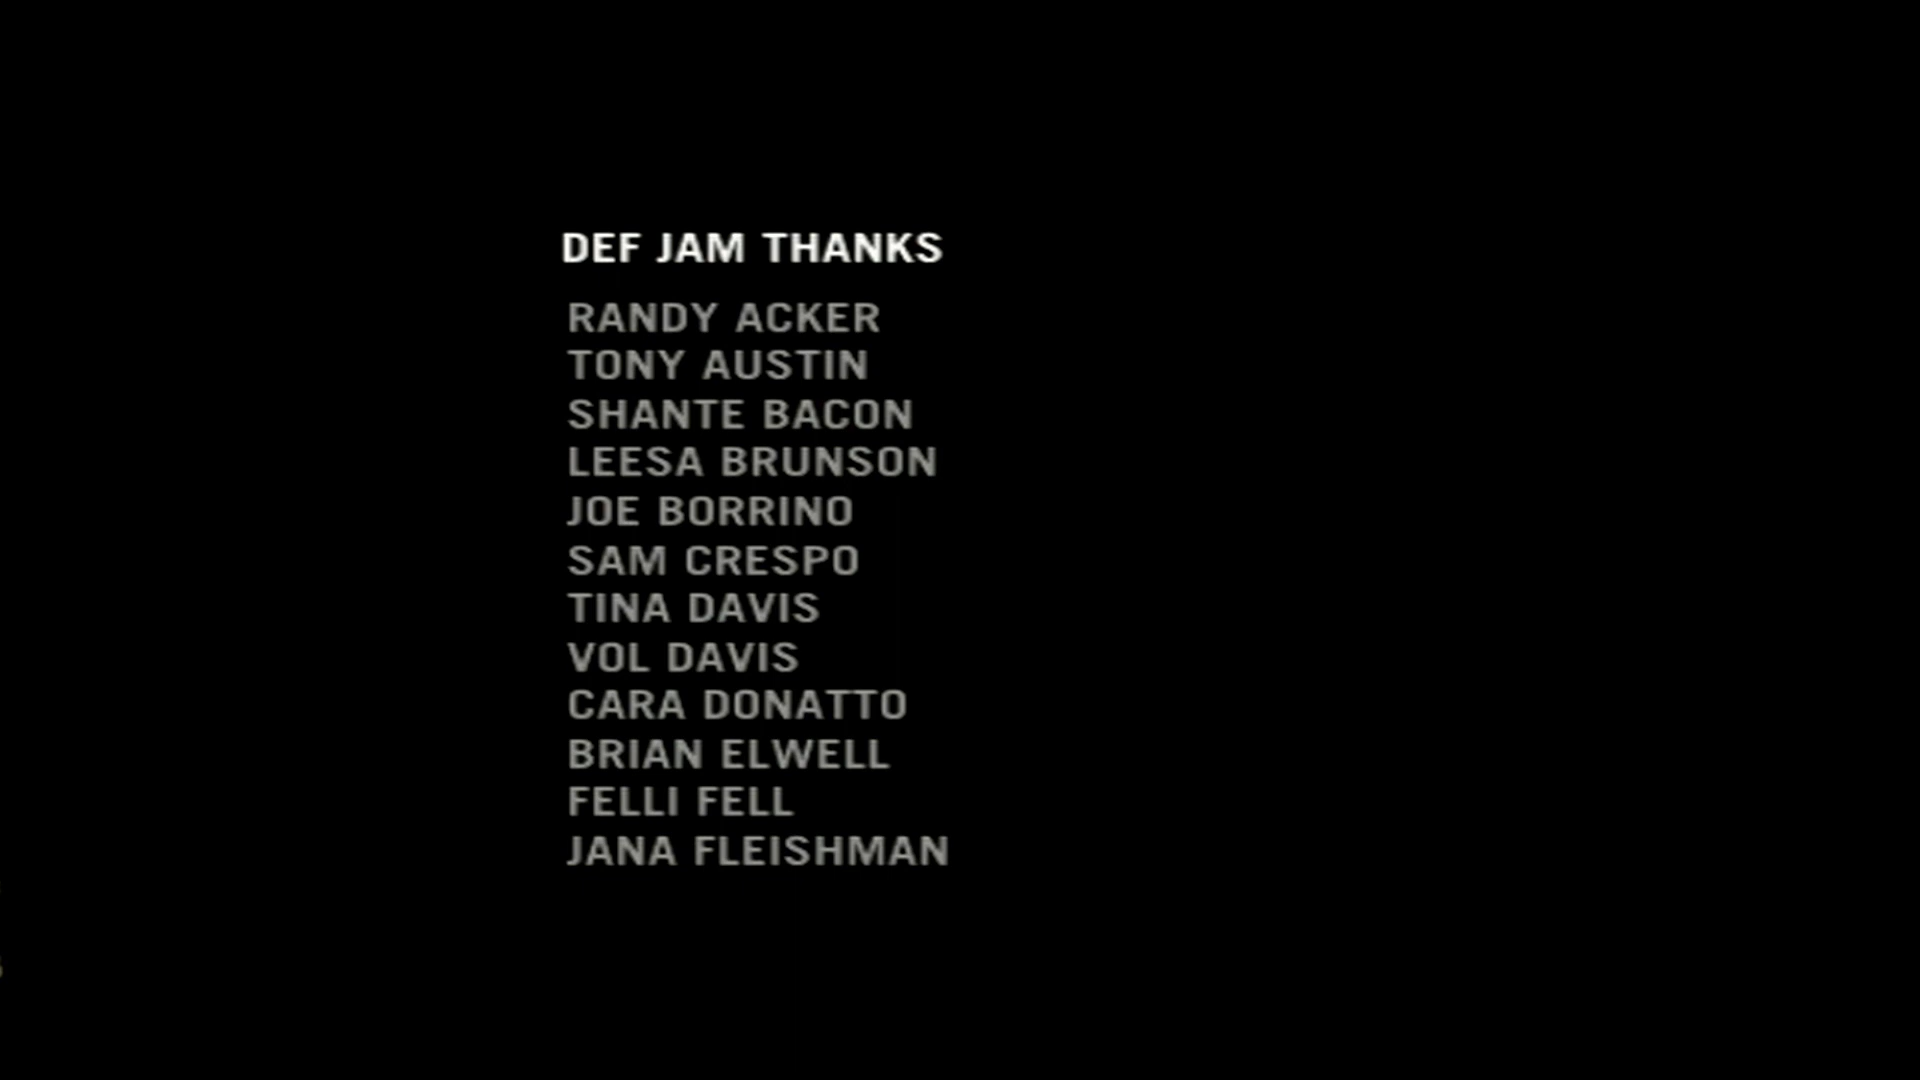 DEF JAM THANKS
RANDY ACKER
TONY AUSTIN
SHANTE BACON
LEESA BRUNSON
JOE BORRINO
SAM CRESPO
TINA DAVIS
VOL DAVIS
CARA DONATTO
BRIAN ELWELL
FELLI FELL
JANA FLEISHMAN